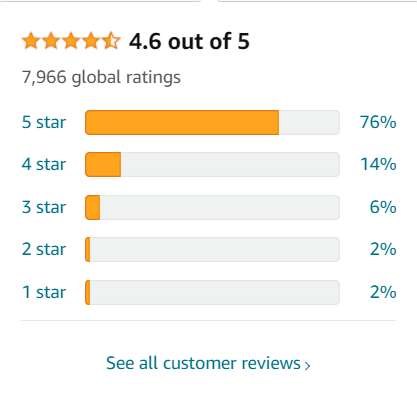 4.6 out of 5
7,966 global ratings
5 star 76%
4 star 14%
3 star 6%
2 star 2%
1 star 2%
See all customer reviews ›